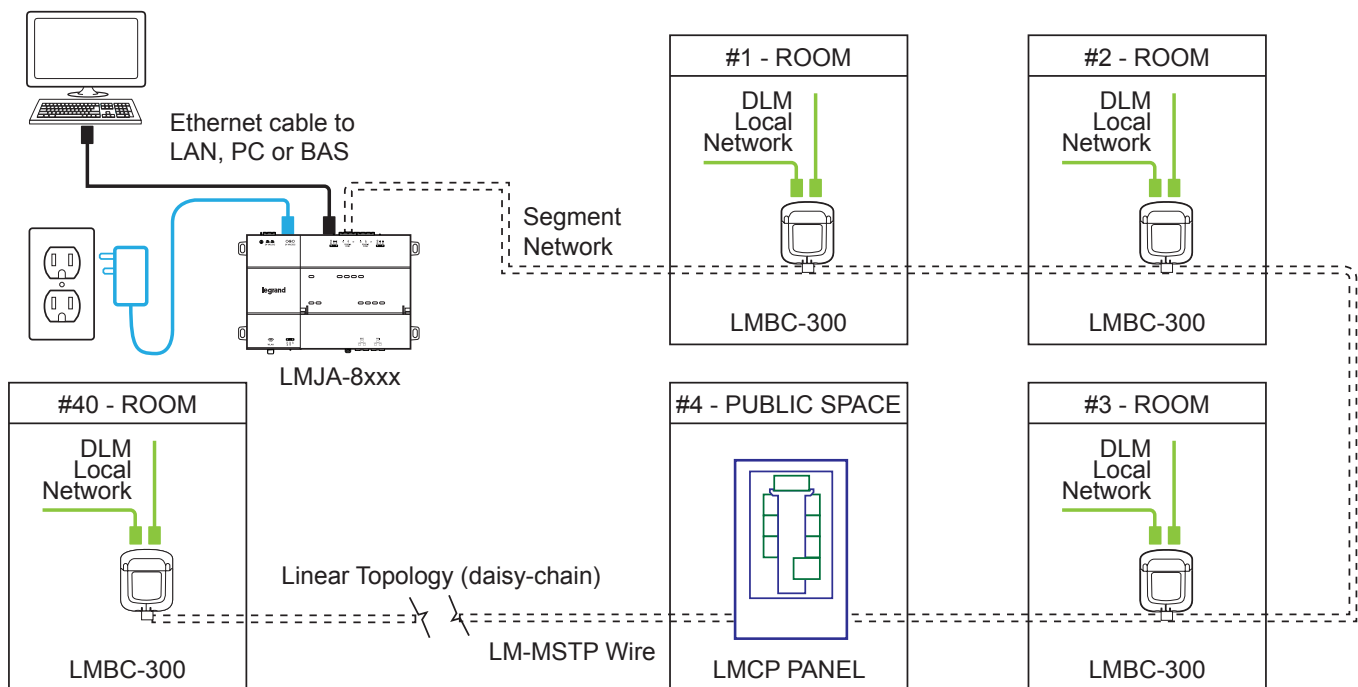 Ethernet cable to
LAN, PC or BAS
legrand
LMJA-8xxx
Segment
Network
#1 - ROOM
DLM
Local
Network
LMBC-300
#2 - ROOM
DLM
Local
Network
LMBC-300
#3 - ROOM
DLM
Local
Network
LMBC-300
#4 - PUBLIC SPACE
LMCP PANEL
Linear Topology (daisy-chain)
LM-MSTP Wire
#40 - ROOM
DLM
Local
Network
LMBC-300